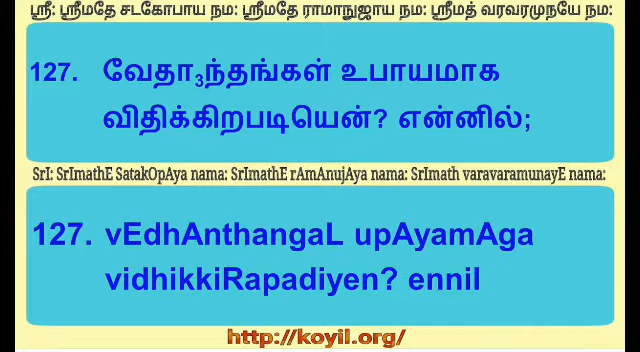 ஶ்ரீ: ஶ்ரீமதே சடகோபாய நம: ஶ்ரீமதே ராமாநுஜாய நம: ஶ்ரீமத் வரவரமுநயே நம:
127. வேதா3ந்தங்கள் உபாயமாக
விதிக்கிறபடியென்? என்னில்;
SrI: SrImathE SatakOpAya nama: SrImathE rAmAnujAya nama: SrImath varavaramunayE nama:
127. vEdhAnthangaL upAyamAga
vidhikkiRapadiyen? ennil
http://koyil.org/